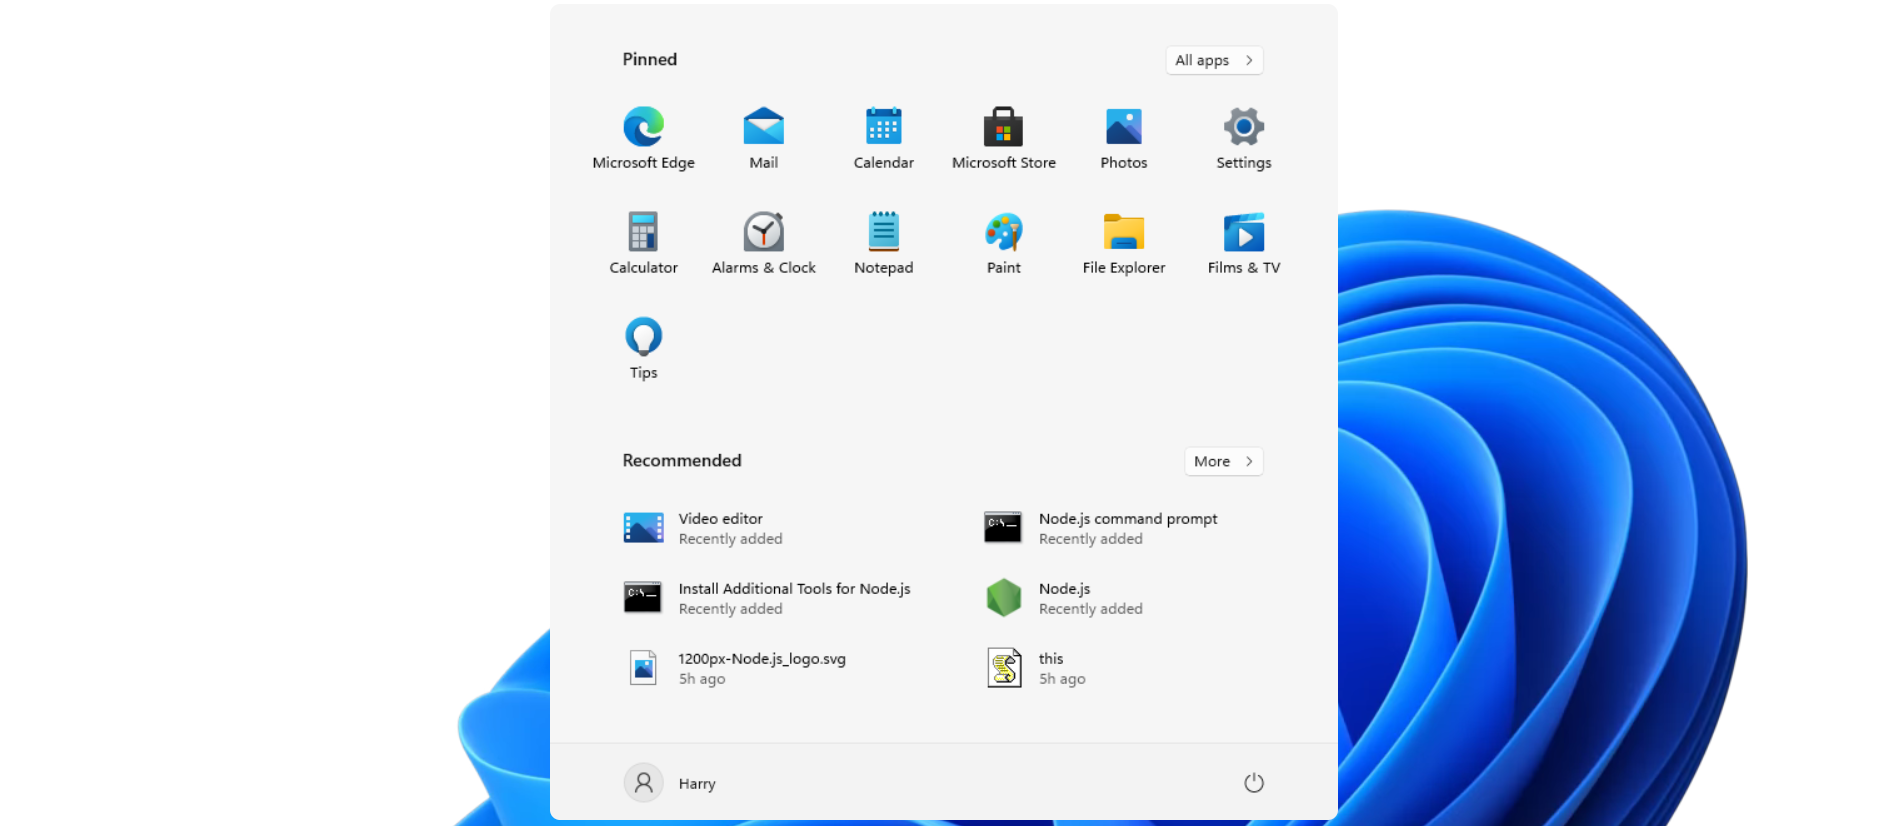 Pinned
All apps
Microsoft Edge
Mail
Calendar
Microsoft Store
Photos
Settings
Calculator
Alarms & Clock
Notepad
Paint
File Explorer
Films & TV
Tips
Recommended
More
Video editor
Recently added
Node.js command prompt
Recently added
Install Additional Tools for Node.js
Recently added
Node.js
Recently added
1200px-Node.js_logo.svg
5h ago
this
5h ago
Harry